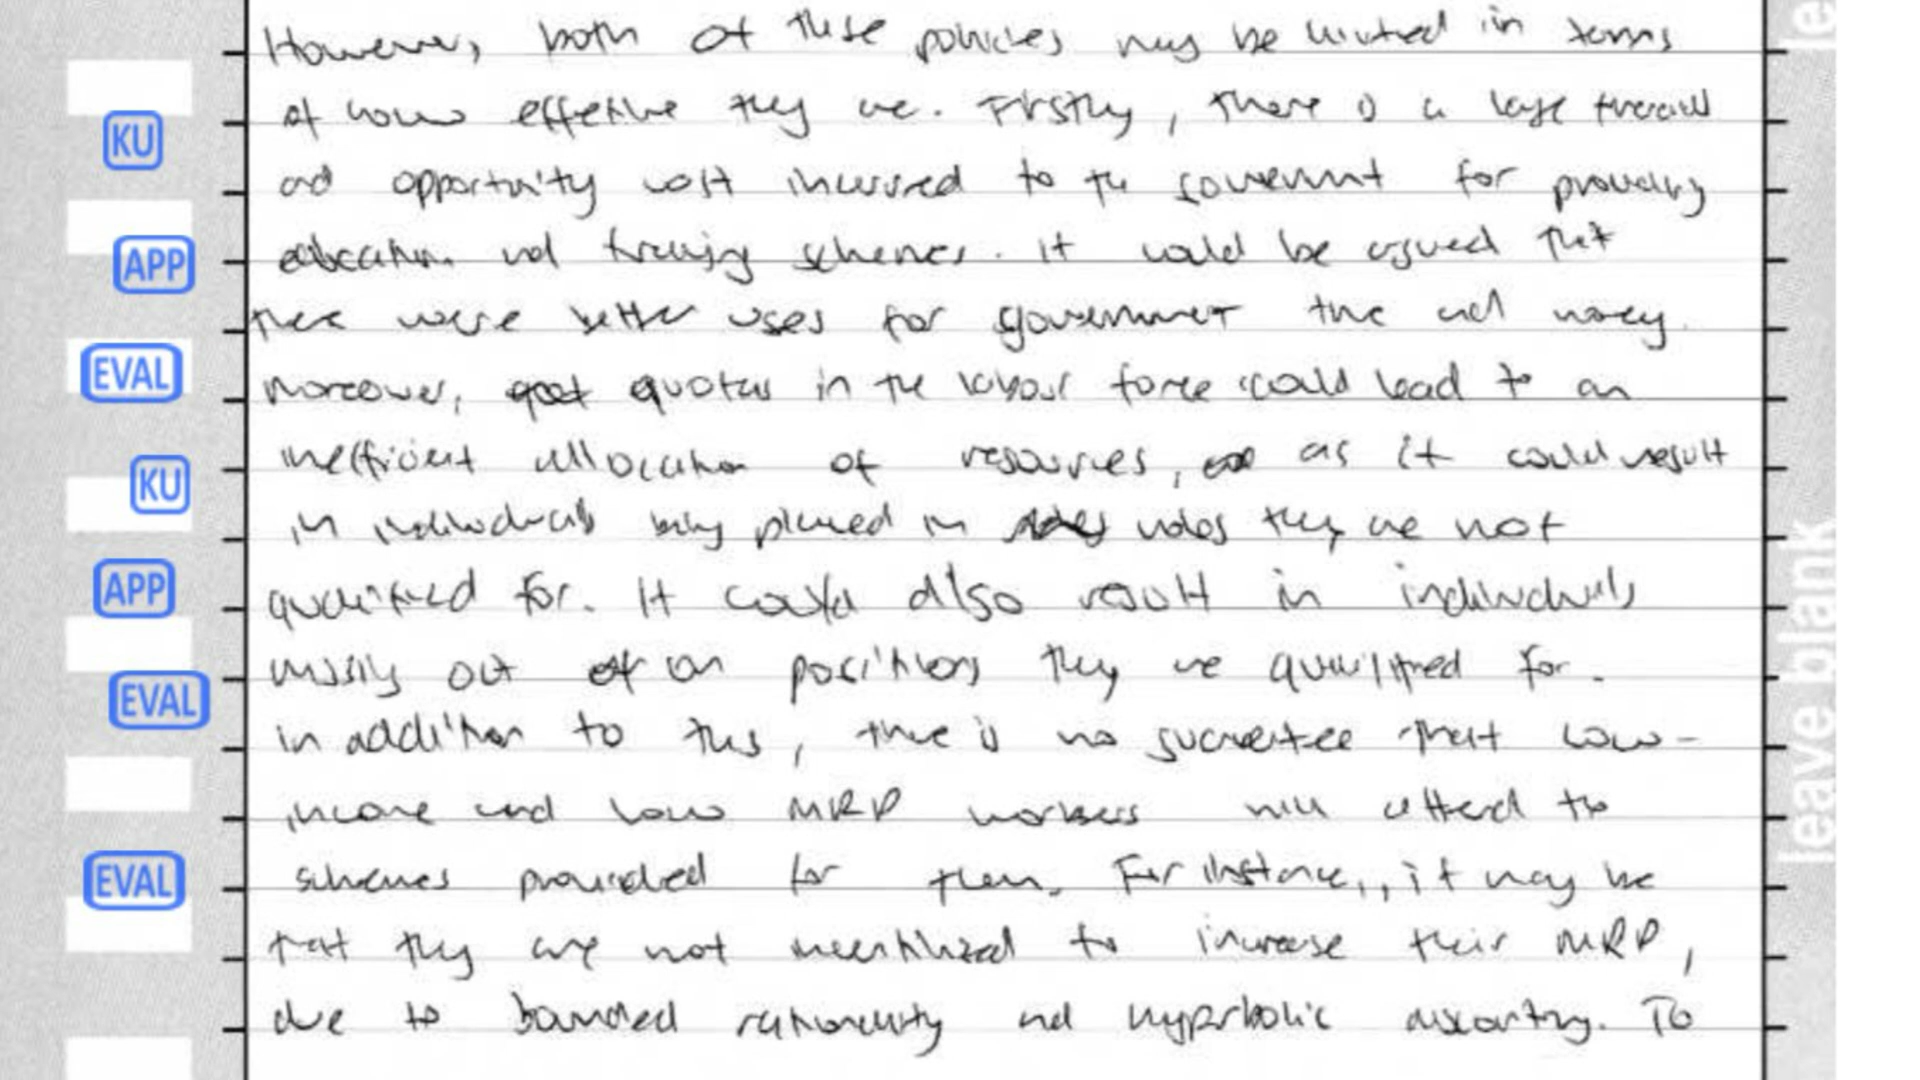 However, both of these policies may be limited in terms
of how effective they are. Firstly, there is a large financial
KU
and opportunity cost incurred to the government for providing
APP
education and training schemes. It could be argued that
there were better uses for government time and money.
EVAL
Moreover, quotas in the labour force could lead to an
inefficient allocation of resources, as it could result
KU
in individuals being placed in roles they are not
APP
qualified for. It could also result in individuals
missing out on positions they are qualified for.
EVAL
in addition to this, there is no guarantee that low-
income and low MRP workers will attend the
EVAL
schemes provided for them. For instance, it may be
that they are not incentivized to increase their MRP,
due to bounded rationality and hyperbolic discounting. To
leave blank
le